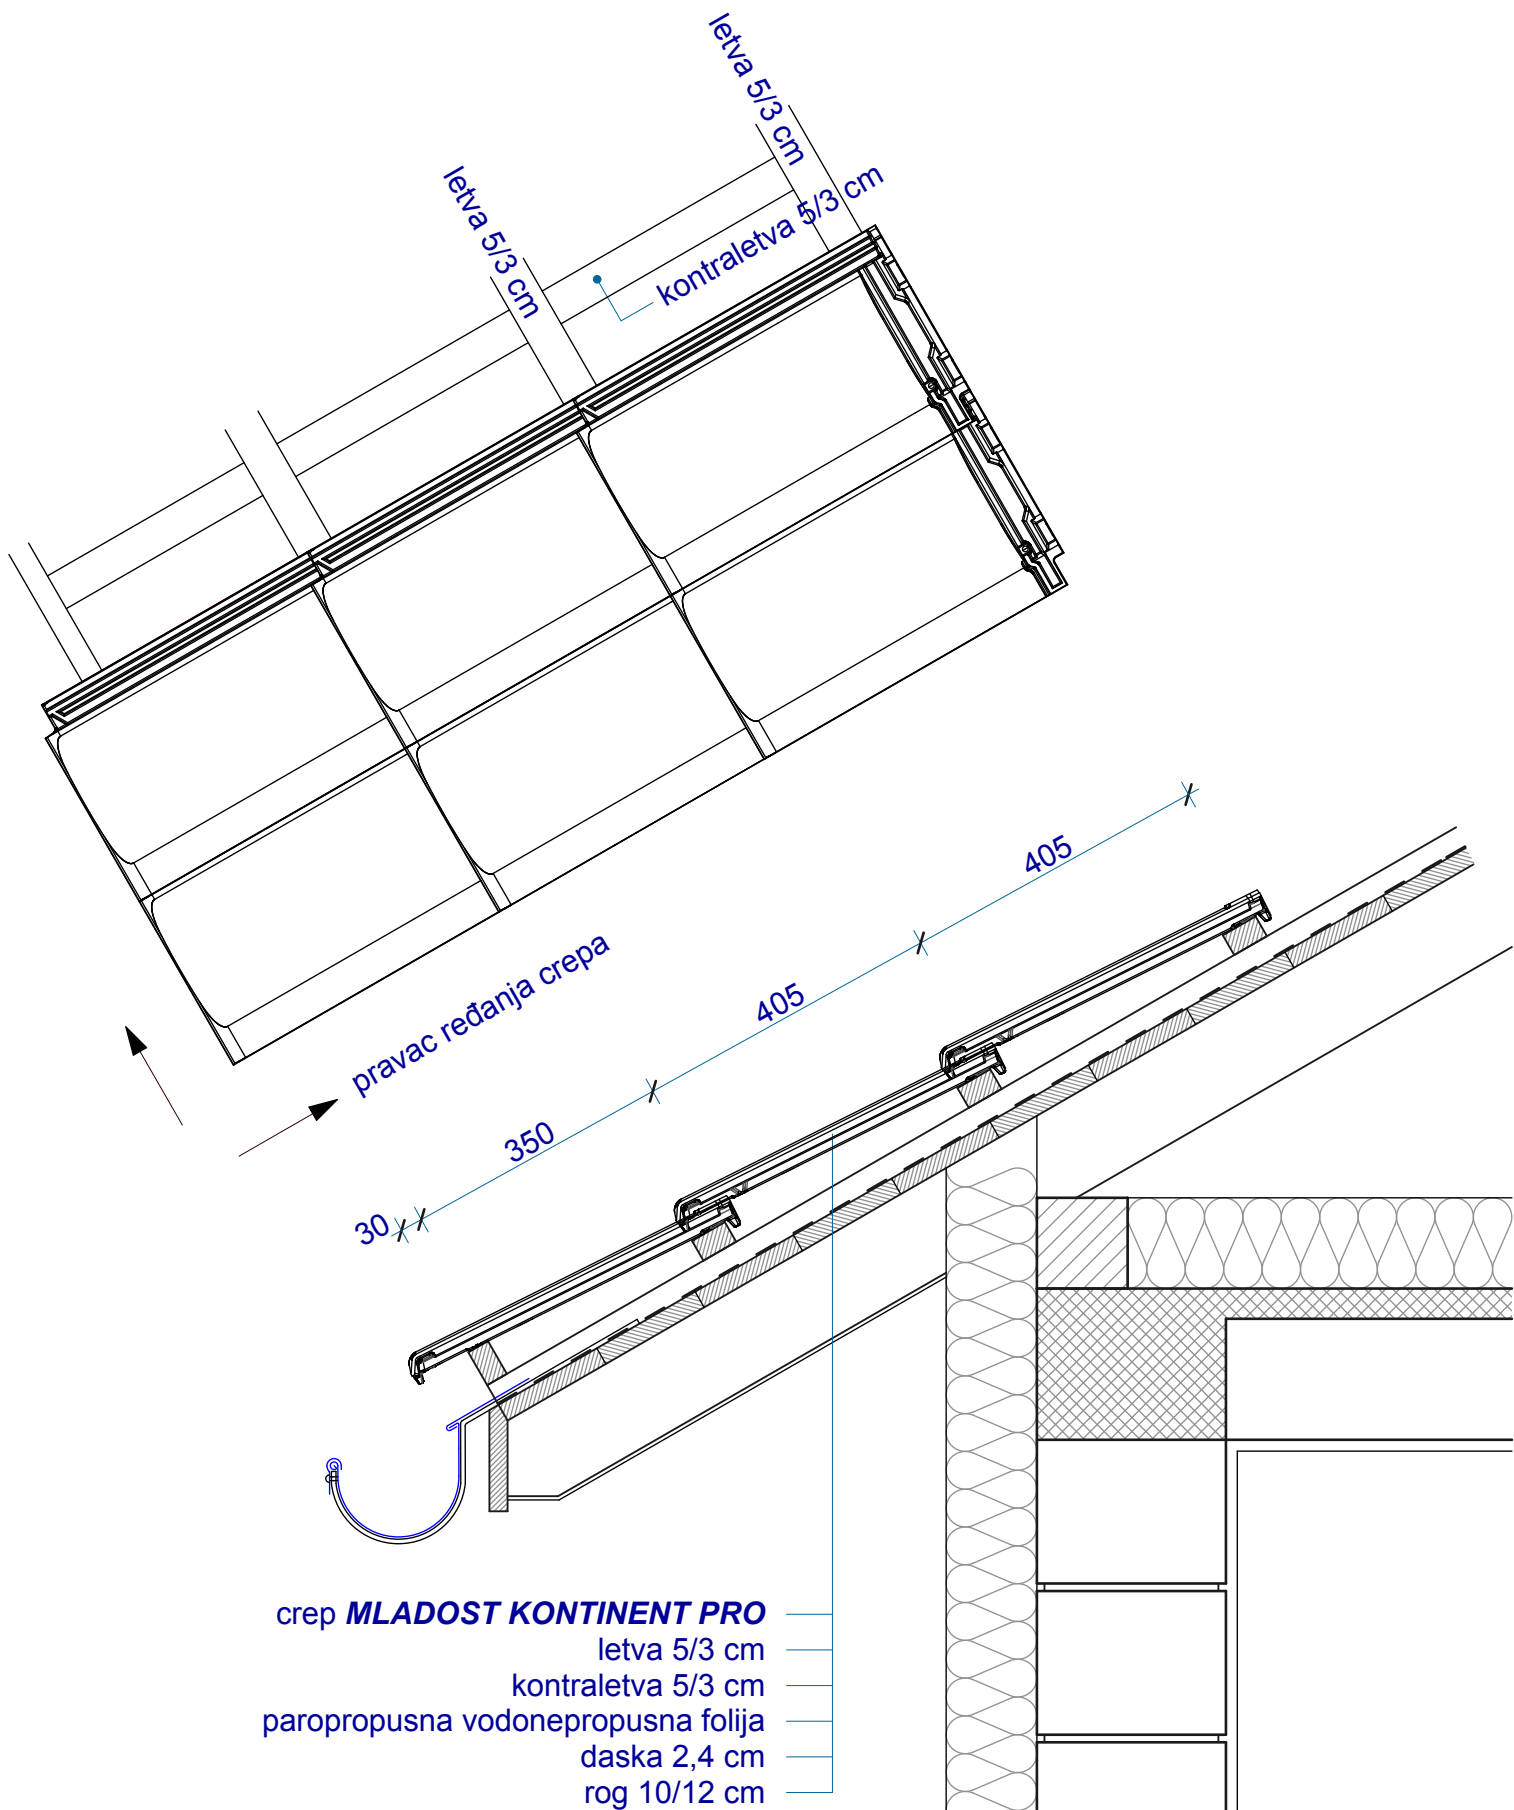 letva 5/3 cm
letva 5/3 cm
kontraletva 5/3 cm
405
405
350
30
pravac ređanja crepa
crep MLADOST KONTINENT PRO
letva 5/3 cm
kontraletva 5/3 cm
paropropusna vodonepropusna folija
daska 2,4 cm
rog 10/12 cm